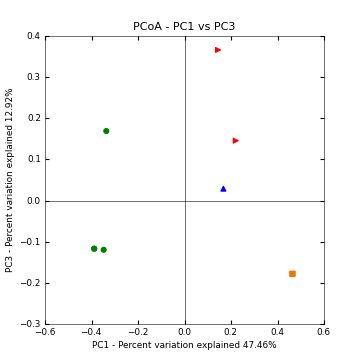 PCoA - PC1 vs PC3
PC3 - Percent variation explained 12.92%
0.4
0.3
0.2
0.1
0.0
−0.1
−0.2
−0.3
−0.6 −0.4 −0.2 0.0 0.2 0.4 0.6
PC1 - Percent variation explained 47.46%